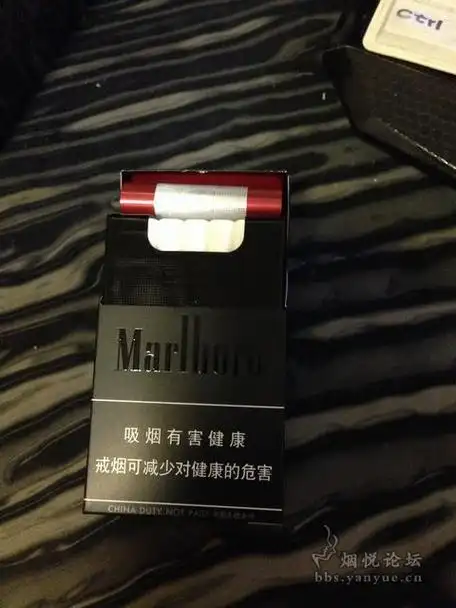 Ctrl
Marlboro
吸烟有害健康
戒烟可减少对健康的危害
CHINA DUTY NOT PAID
烟悦论坛
bbs.yanyue.cn